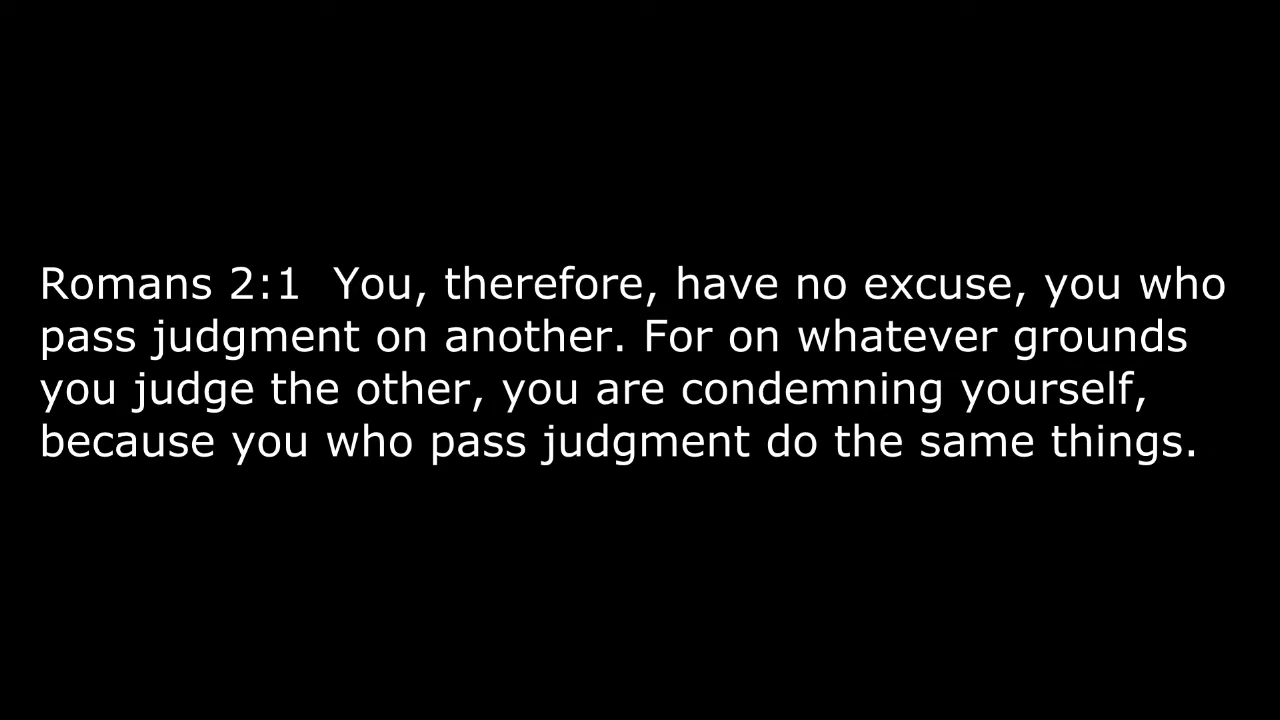 Romans 2:1  You, therefore, have no excuse, you who
pass judgment on another. For on whatever grounds
you judge the other, you are condemning yourself,
because you who pass judgment do the same things.